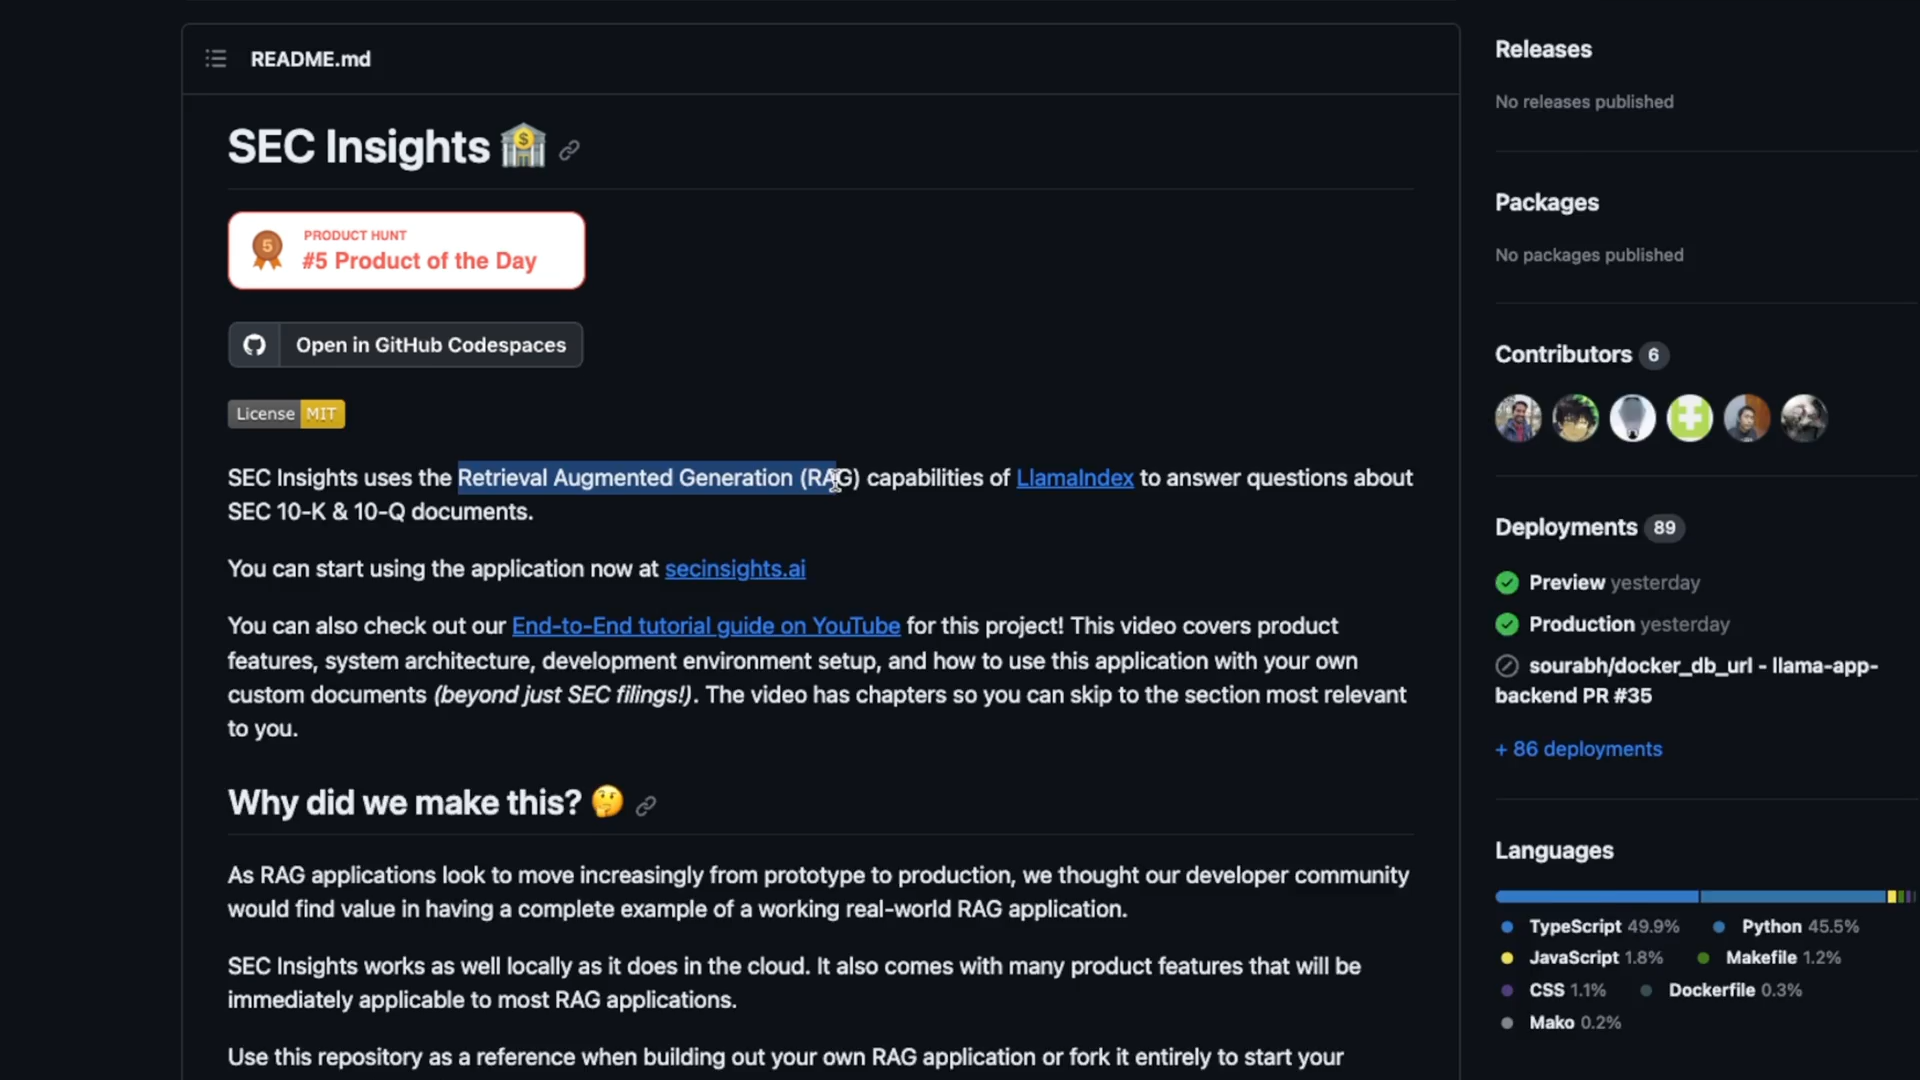 README.md
SEC Insights
5
PRODUCT HUNT
#5 Product of the Day
Open in GitHub Codespaces
License MIT
SEC Insights uses the Retrieval Augmented Generation (RAG) capabilities of LlamaIndex to answer questions about
SEC 10-K & 10-Q documents.
You can start using the application now at secinsights.ai
You can also check out our End-to-End tutorial guide on YouTube for this project! This video covers product
features, system architecture, development environment setup, and how to use this application with your own
custom documents (beyond just SEC filings!). The video has chapters so you can skip to the section most relevant
to you.
Why did we make this?
As RAG applications look to move increasingly from prototype to production, we thought our developer community
would find value in having a complete example of a working real-world RAG application.
SEC Insights works as well locally as it does in the cloud. It also comes with many product features that will be
immediately applicable to most RAG applications.
Use this repository as a reference when building out your own RAG application or fork it entirely to start your
Releases
No releases published
Packages
No packages published
Contributors 6
Deployments 89
Preview yesterday
Production yesterday
sourabh/docker_db_url - llama-app-
backend PR #35
+ 86 deployments
Languages
TypeScript 49.9% Python 45.5%
JavaScript 1.8% Makefile 1.2%
CSS 1.1% Dockerfile 0.3%
Mako 0.2%